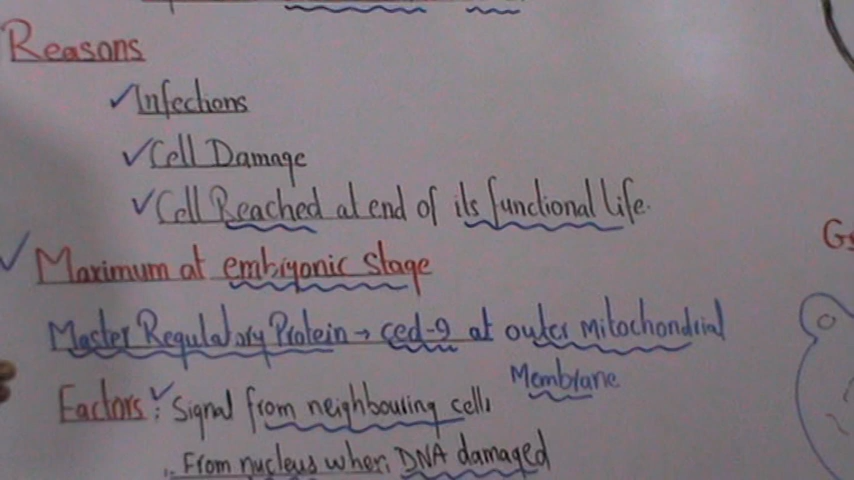 Reasons
✓Infections
✓Cell Damage
✓Cell Reached at end of its functional life.
✓ Maximum at embryonic stage
Master Regulatory Protein → ced-9 at outer mitochondrial
Membrane
Factors: ✓Signal from neighbouring cells
From nucleus when DNA damaged